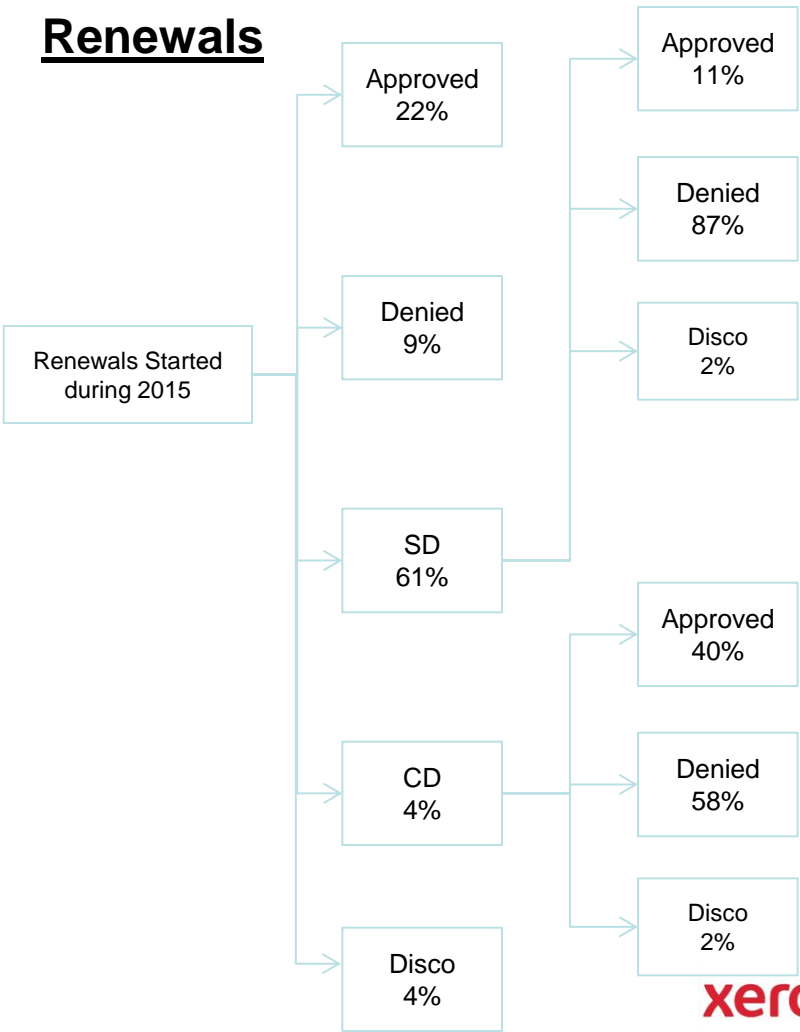 Renewals
Renewals Started
during 2015
Approved
22%
Denied
9%
SD
61%
CD
4%
Disco
4%
Approved
11%
Denied
87%
Disco
2%
Approved
40%
Denied
58%
Disco
2%